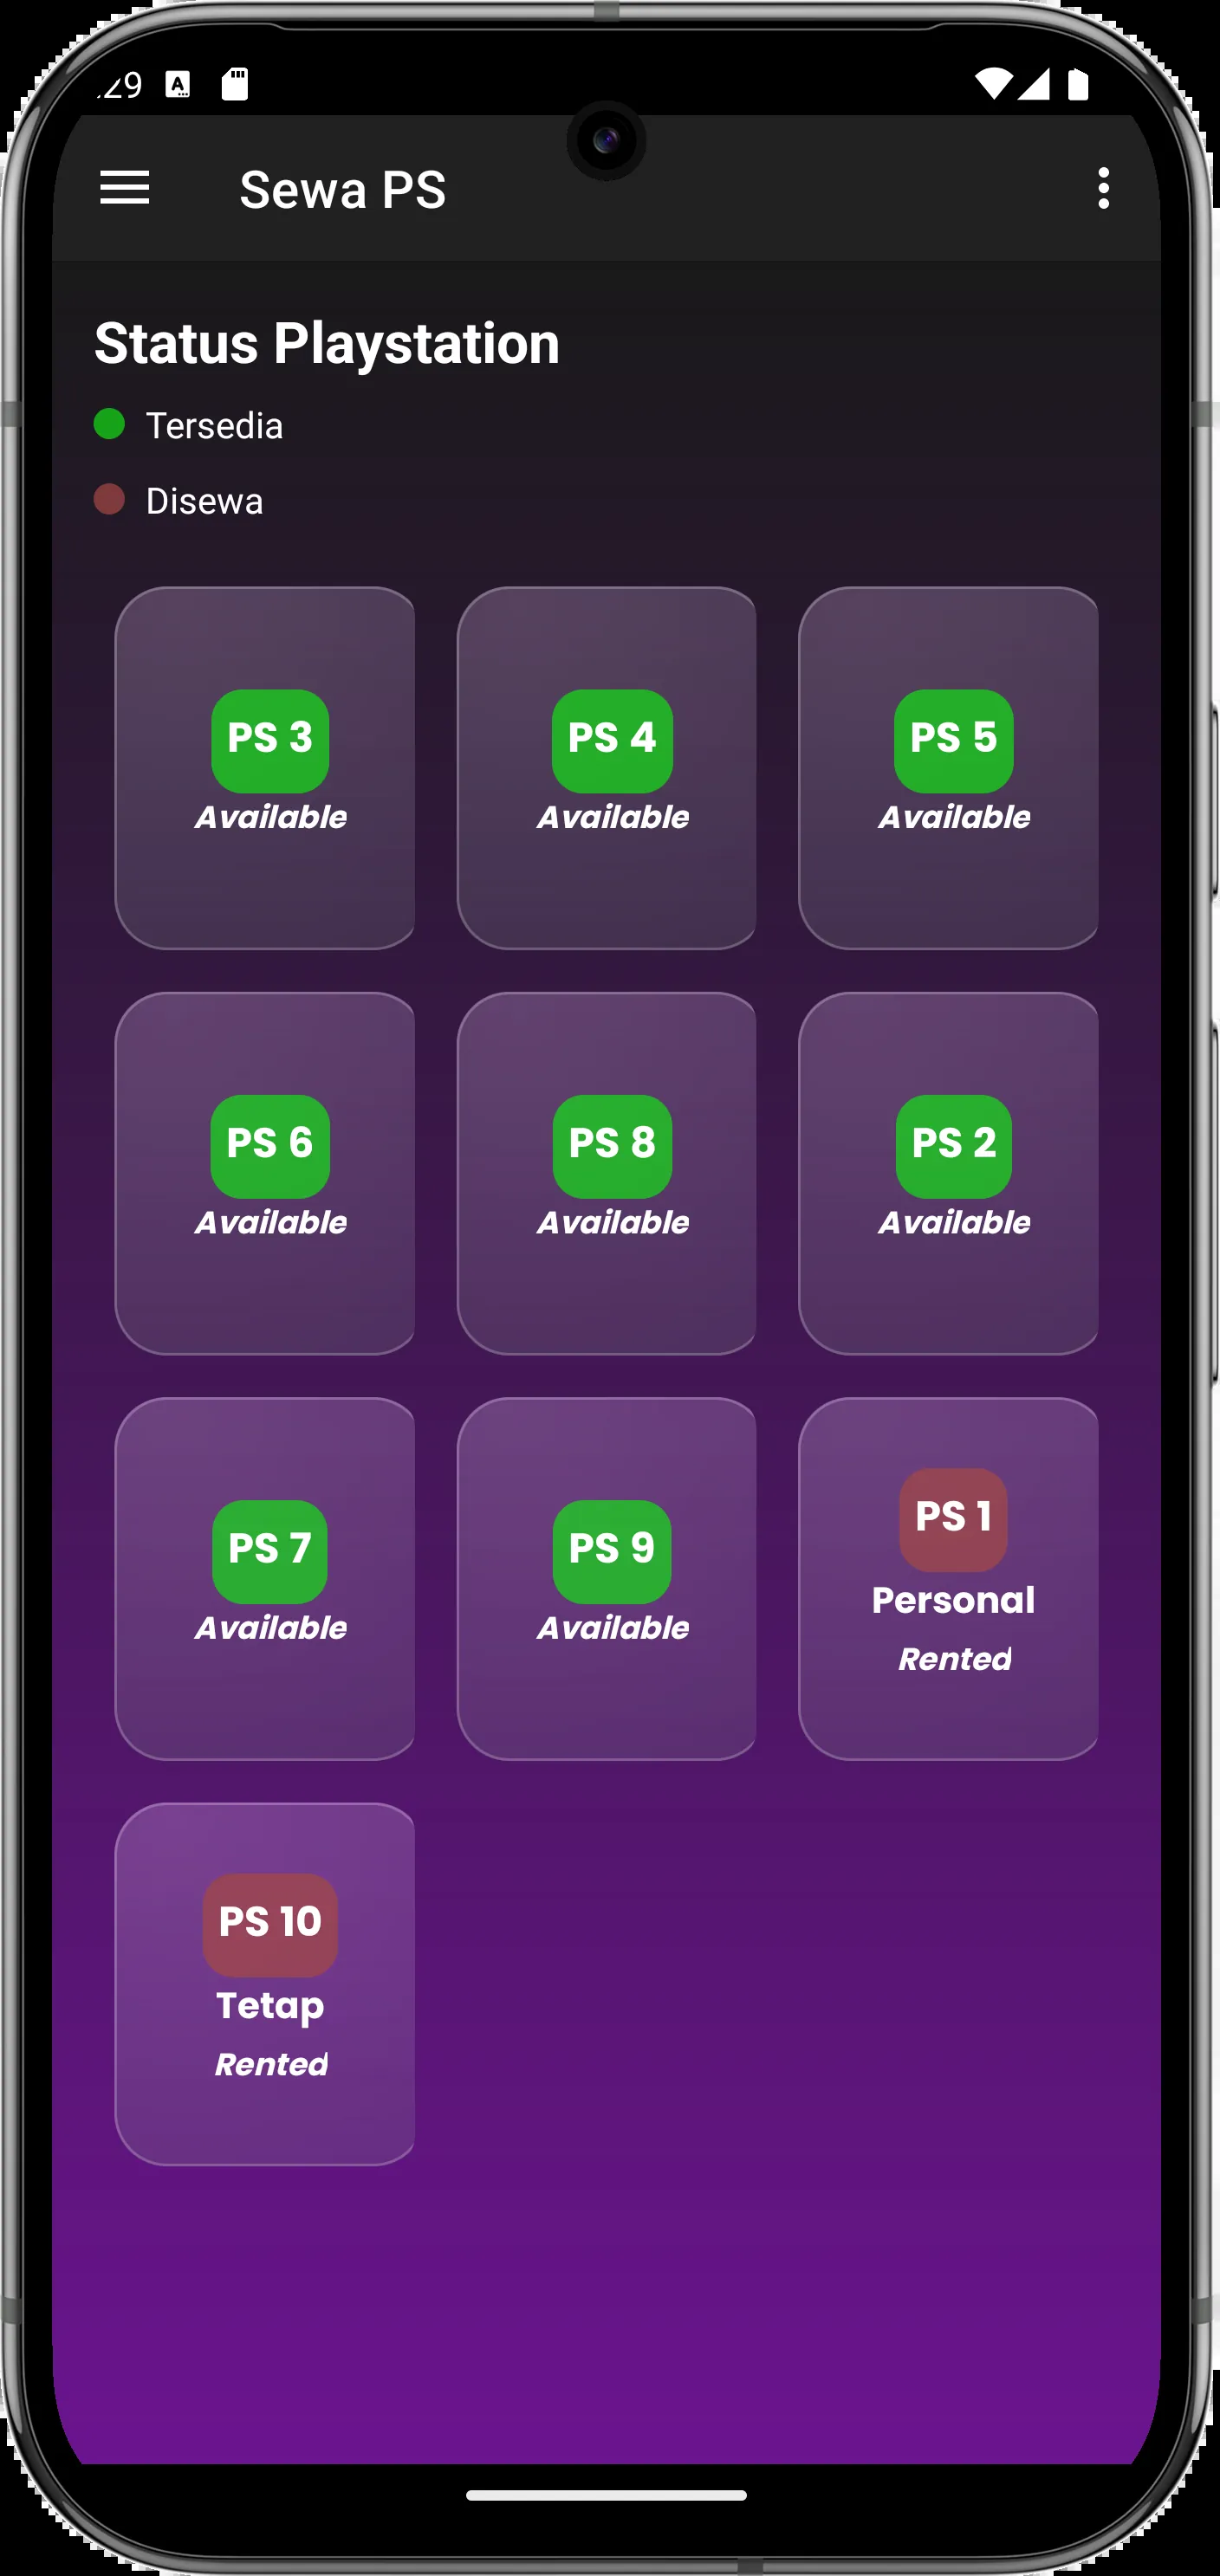 :29
Sewa PS
Status Playstation
Tersedia
Disewa
PS 3
Available
PS 4
Available
PS 5
Available
PS 6
Available
PS 8
Available
PS 2
Available
PS 7
Available
PS 9
Available
PS 1
Personal
Rented
PS 10
Tetap
Rented